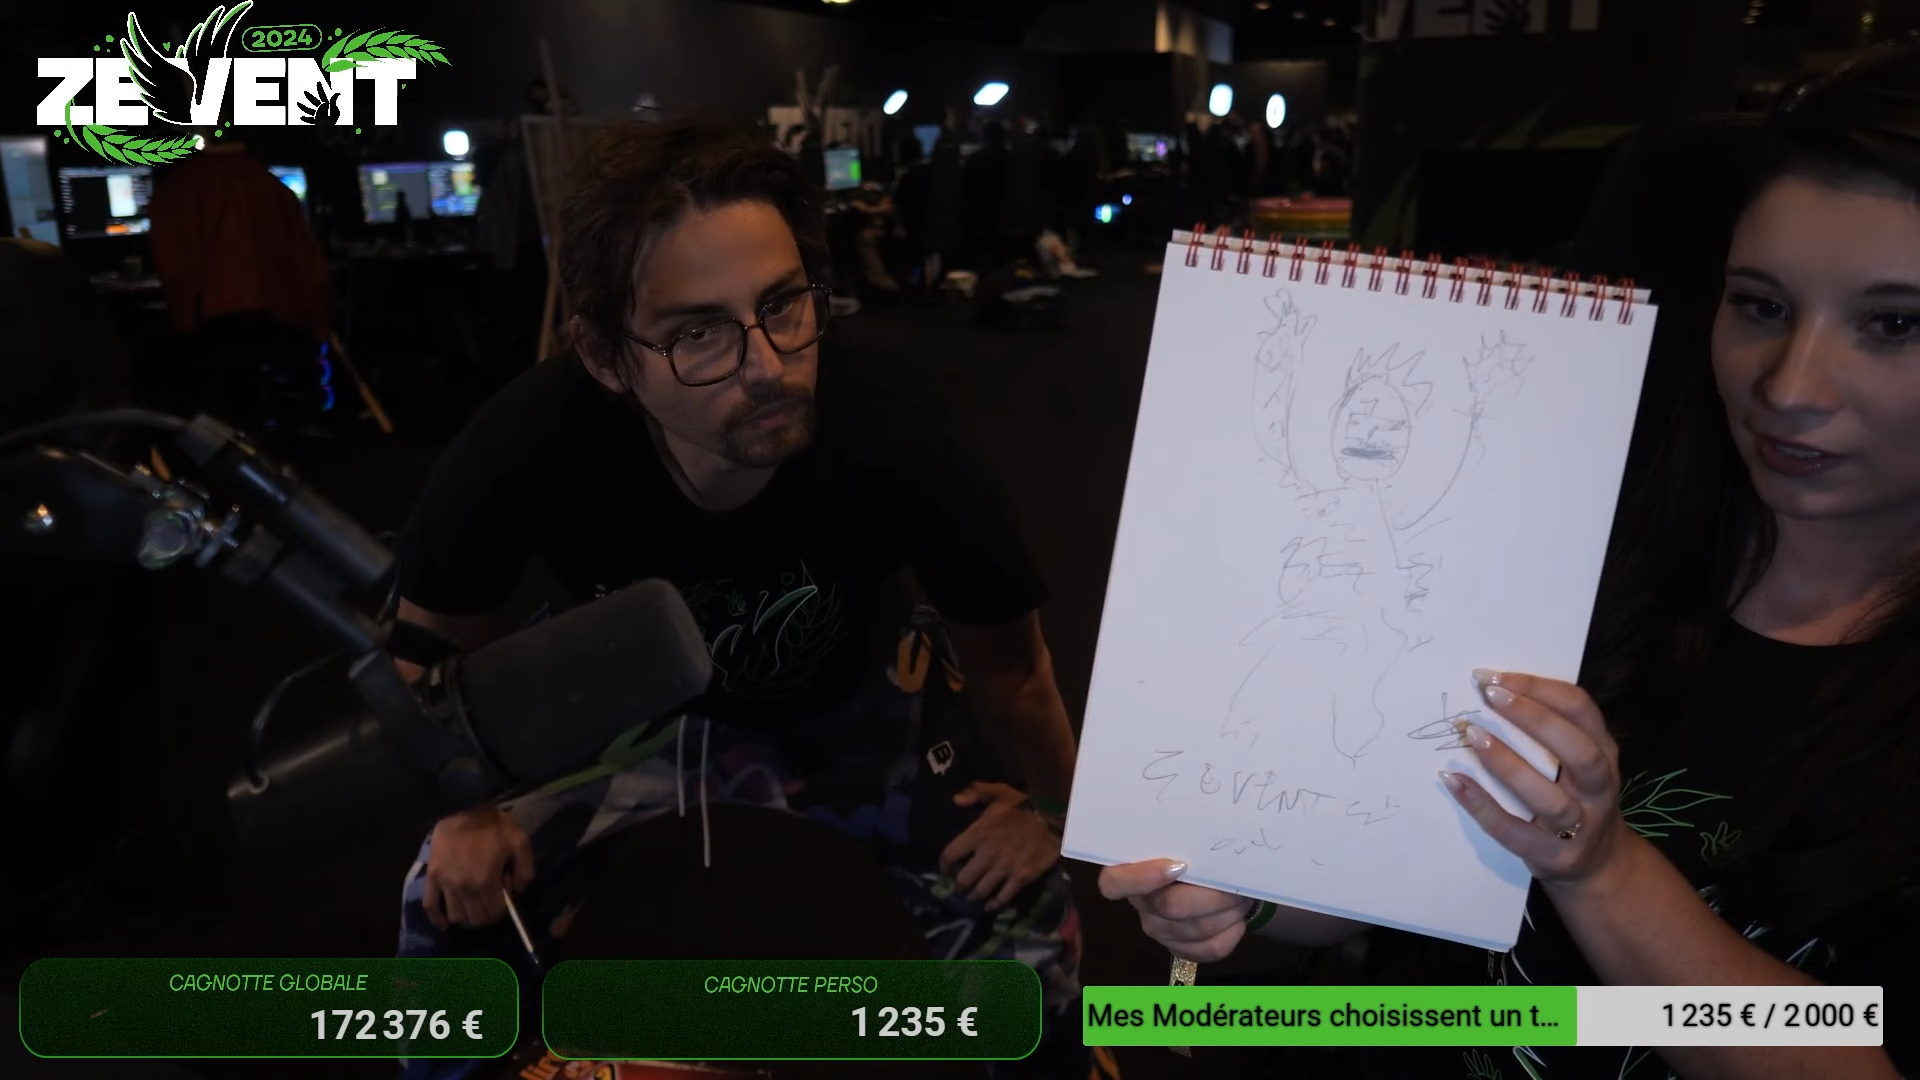 2024
ZEVENT
ZE
ZEVENT
CAGNOTTE GLOBALE
172 376 €
CAGNOTTE PERSO
1 235 €
Mes Modérateurs choisissent un t...
1 235 € / 2 000 €